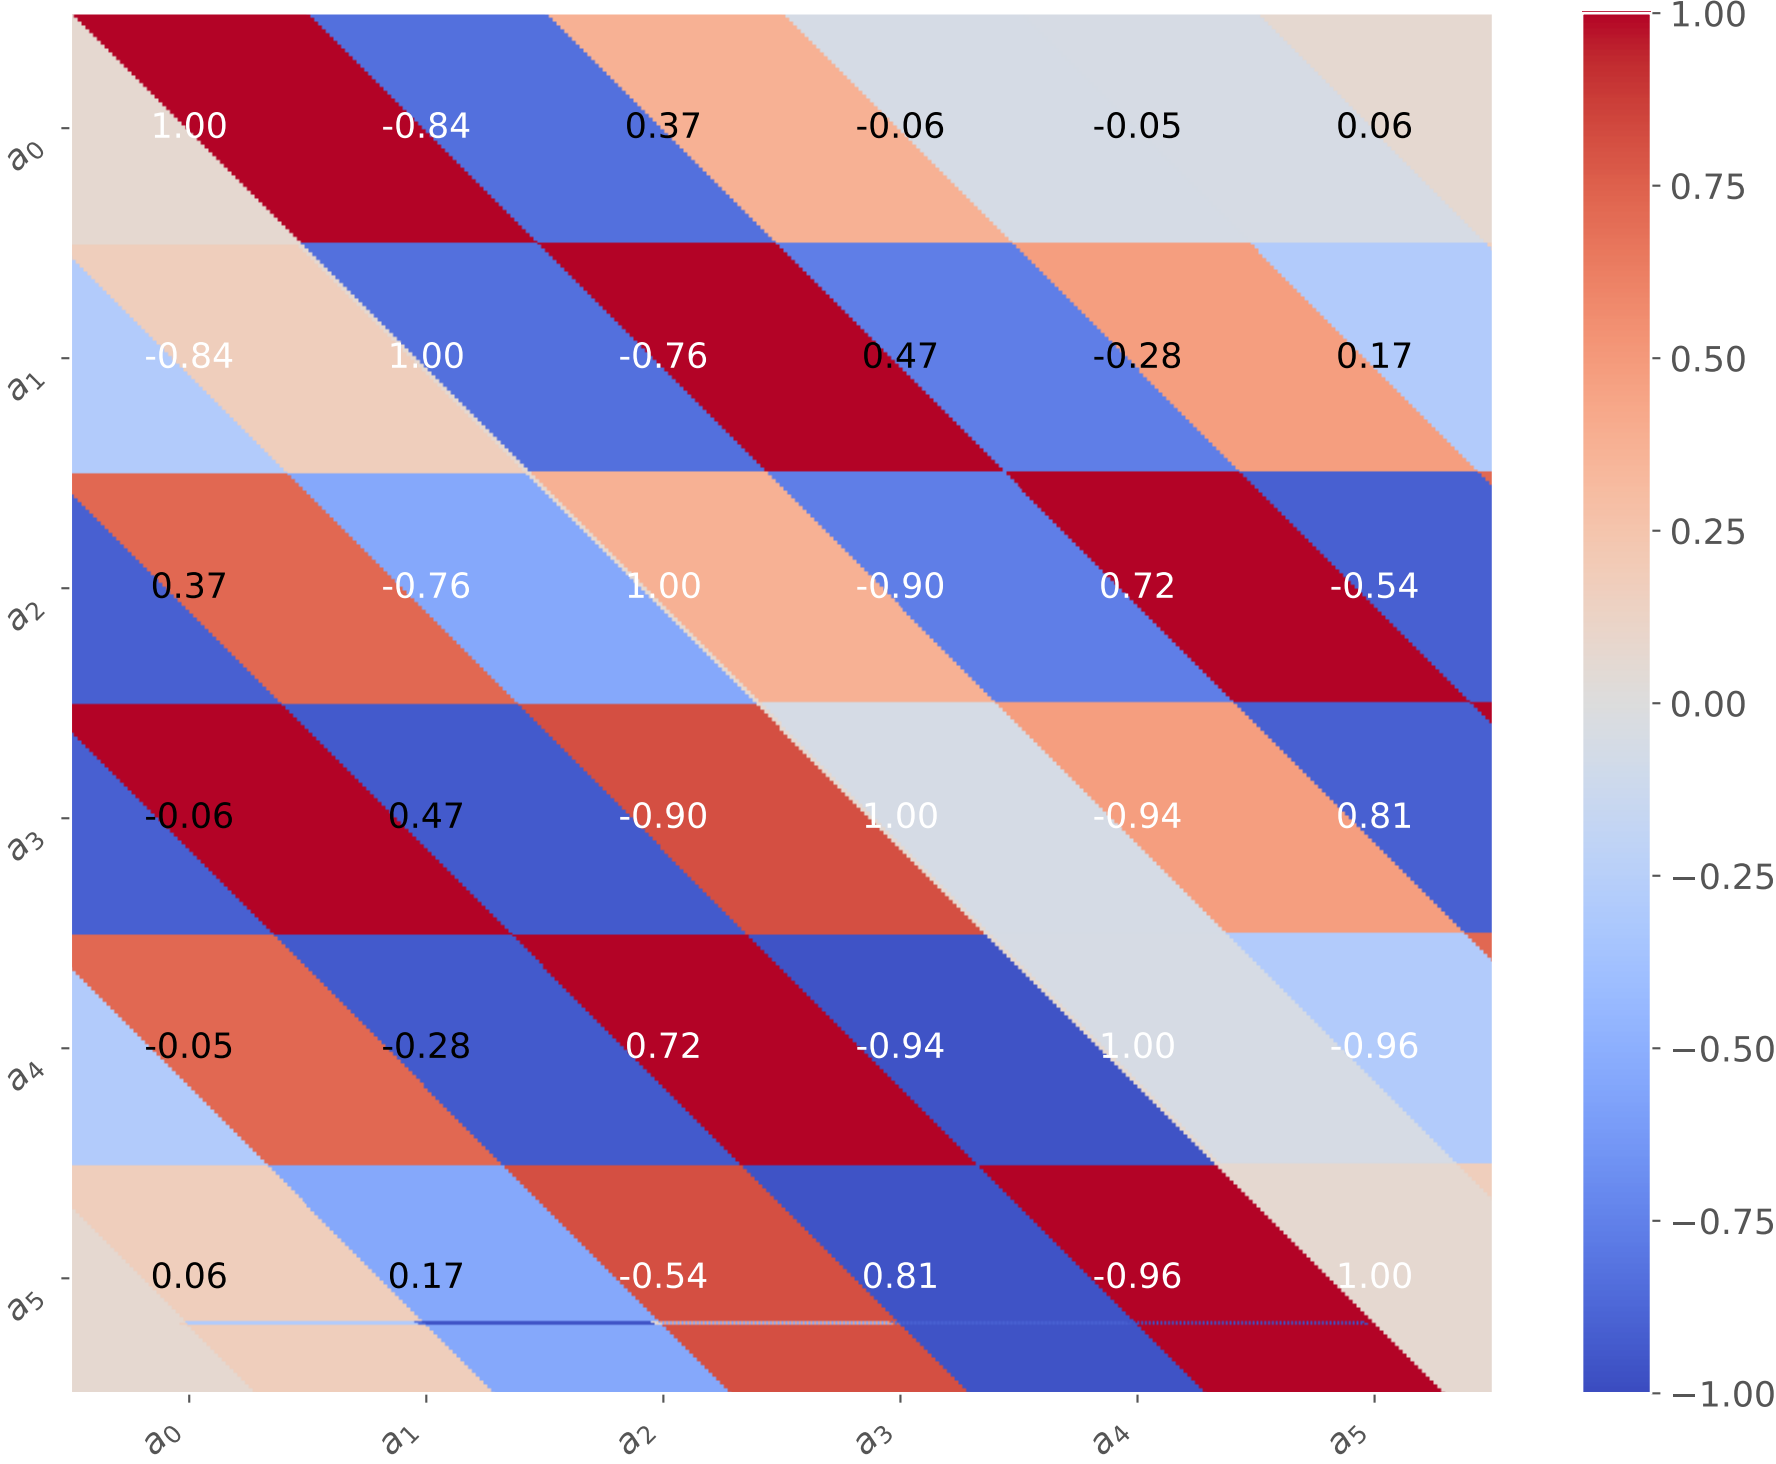 1.00 -0.84 0.37 -0.06 -0.05 0.06
-0.84 1.00 -0.76 0.47 -0.28 0.17
0.37 -0.76 1.00 -0.90 0.72 -0.54
-0.06 0.47 -0.90 1.00 -0.94 0.81
-0.05 -0.28 0.72 -0.94 1.00 -0.96
0.06 0.17 -0.54 0.81 -0.96 1.00
a₀
a₁
a₂
a₃
a₄
a₅
a₀ a₁ a₂ a₃ a₄ a₅
1.00
0.75
0.50
0.25
0.00
−0.25
−0.50
−0.75
−1.00